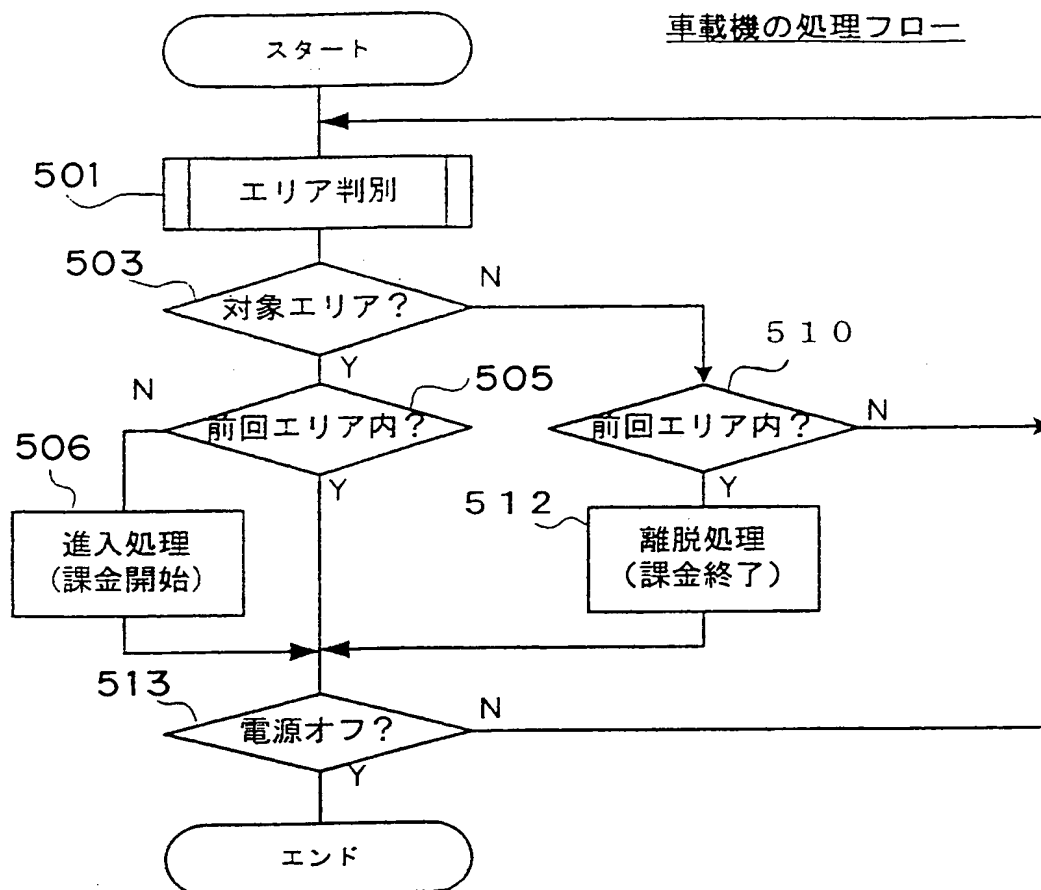 車載機の処理フロー
スタート
501
エリア判別
503
対象エリア?
N
Y
505
前回エリア内?
N
Y
510
前回エリア内?
N
Y
506
進入処理
(課金開始)
512
離脱処理
(課金終了)
513
電源オフ?
N
Y
エンド